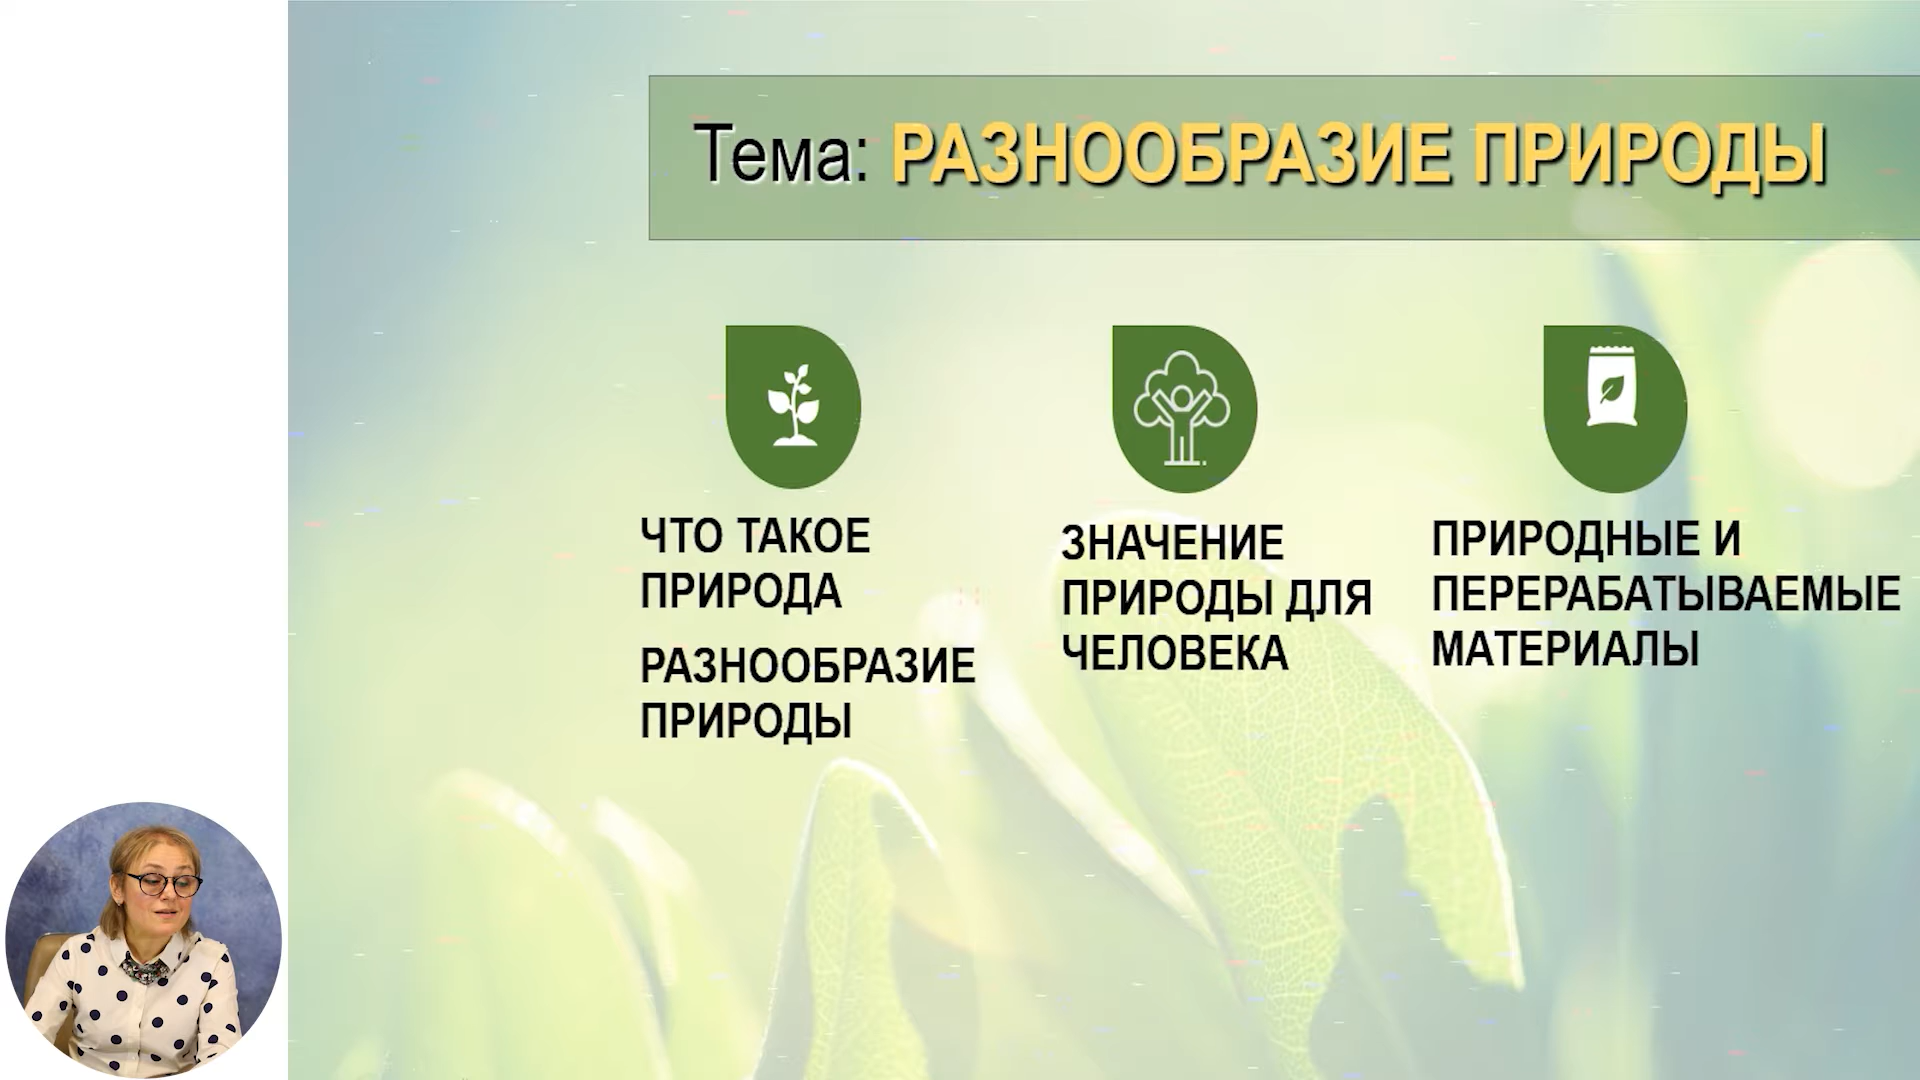 Тема: РАЗНООБРАЗИЕ ПРИРОДЫ
ЧТО ТАКОЕ
ПРИРОДА
РАЗНООБРАЗИЕ
ПРИРОДЫ
ЗНАЧЕНИЕ
ПРИРОДЫ ДЛЯ
ЧЕЛОВЕКА
ПРИРОДНЫЕ И
ПЕРЕРАБАТЫВАЕМЫЕ
МАТЕРИАЛЫ